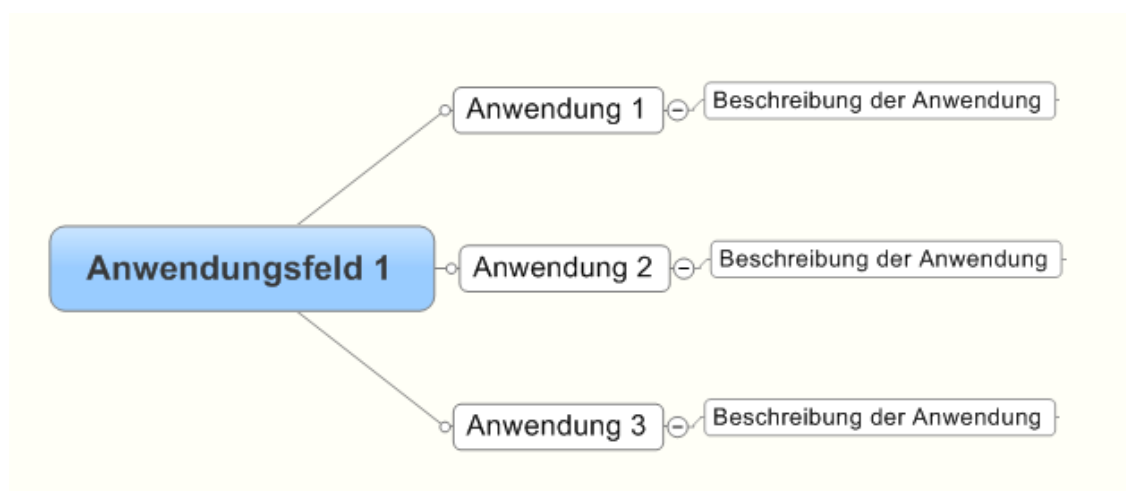 Anwendung 1
Beschreibung der Anwendung
Anwendungsfeld 1
Anwendung 2
Beschreibung der Anwendung
Anwendung 3
Beschreibung der Anwendung